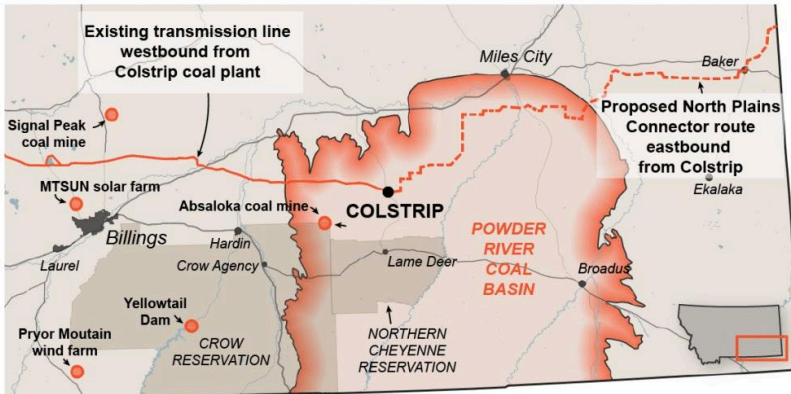 Existing transmission line
westbound from
Colstrip coal plant
Miles City
Baker
Signal Peak
coal mine
Proposed North Plains
Connector route
eastbound
from Colstrip
MTSUN solar farm
Absaloka coal mine
COLSTRIP
Ekalaka
Billings
Hardin
POWDER
RIVER
COAL
BASIN
Laurel
Crow Agency
Lame Deer
Broadus
Yellowtail
Dam
Pryor Moutain
wind farm
CROW
RESERVATION
NORTHERN
CHEYENNE
RESERVATION